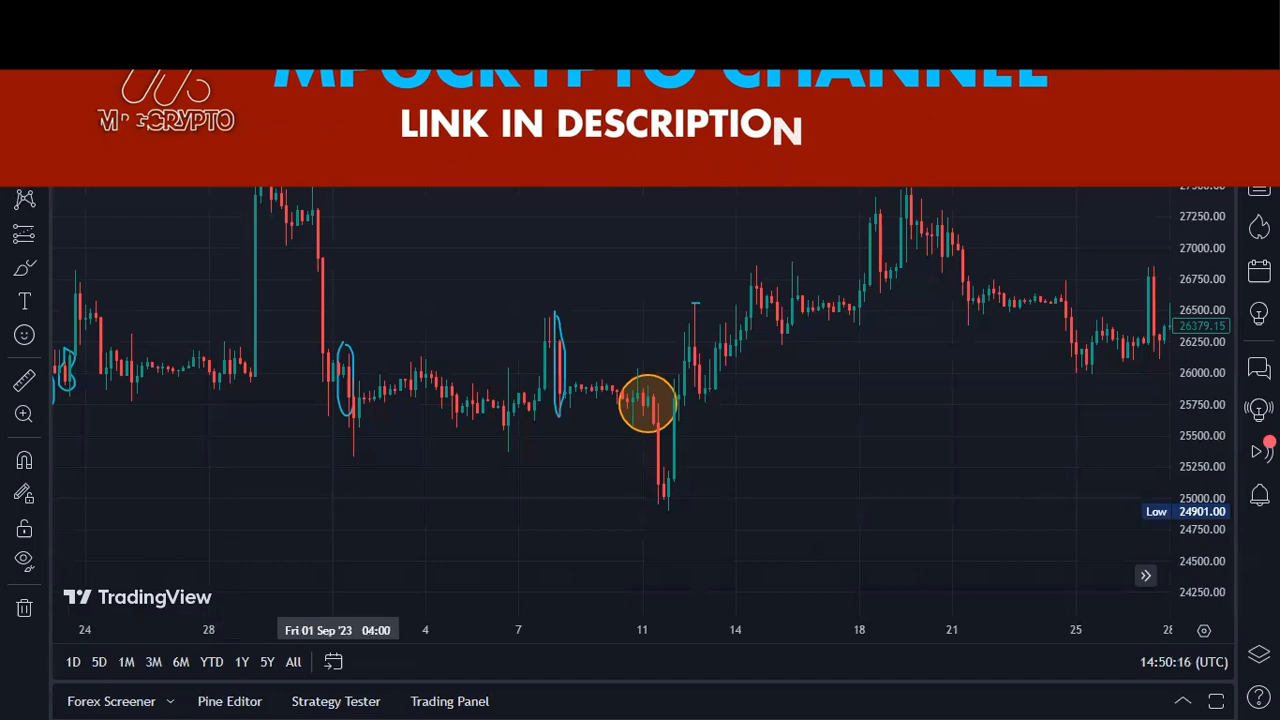 MPGCRYPTO CHANNEL
LINK IN DESCRIPTION
27250.00
27000.00
26750.00
26500.00
26379.15
26250.00
26000.00
25750.00
25500.00
25250.00
25000.00
Low 24901.00
24750.00
24500.00
24250.00
TradingView
24 28 Fri 01 Sep '23 04:00 4 7 11 14 18 21 25 28
1D 5D 1M 3M 6M YTD 1Y 5Y All
14:50:16 (UTC)
Forex Screener Pine Editor Strategy Tester Trading Panel